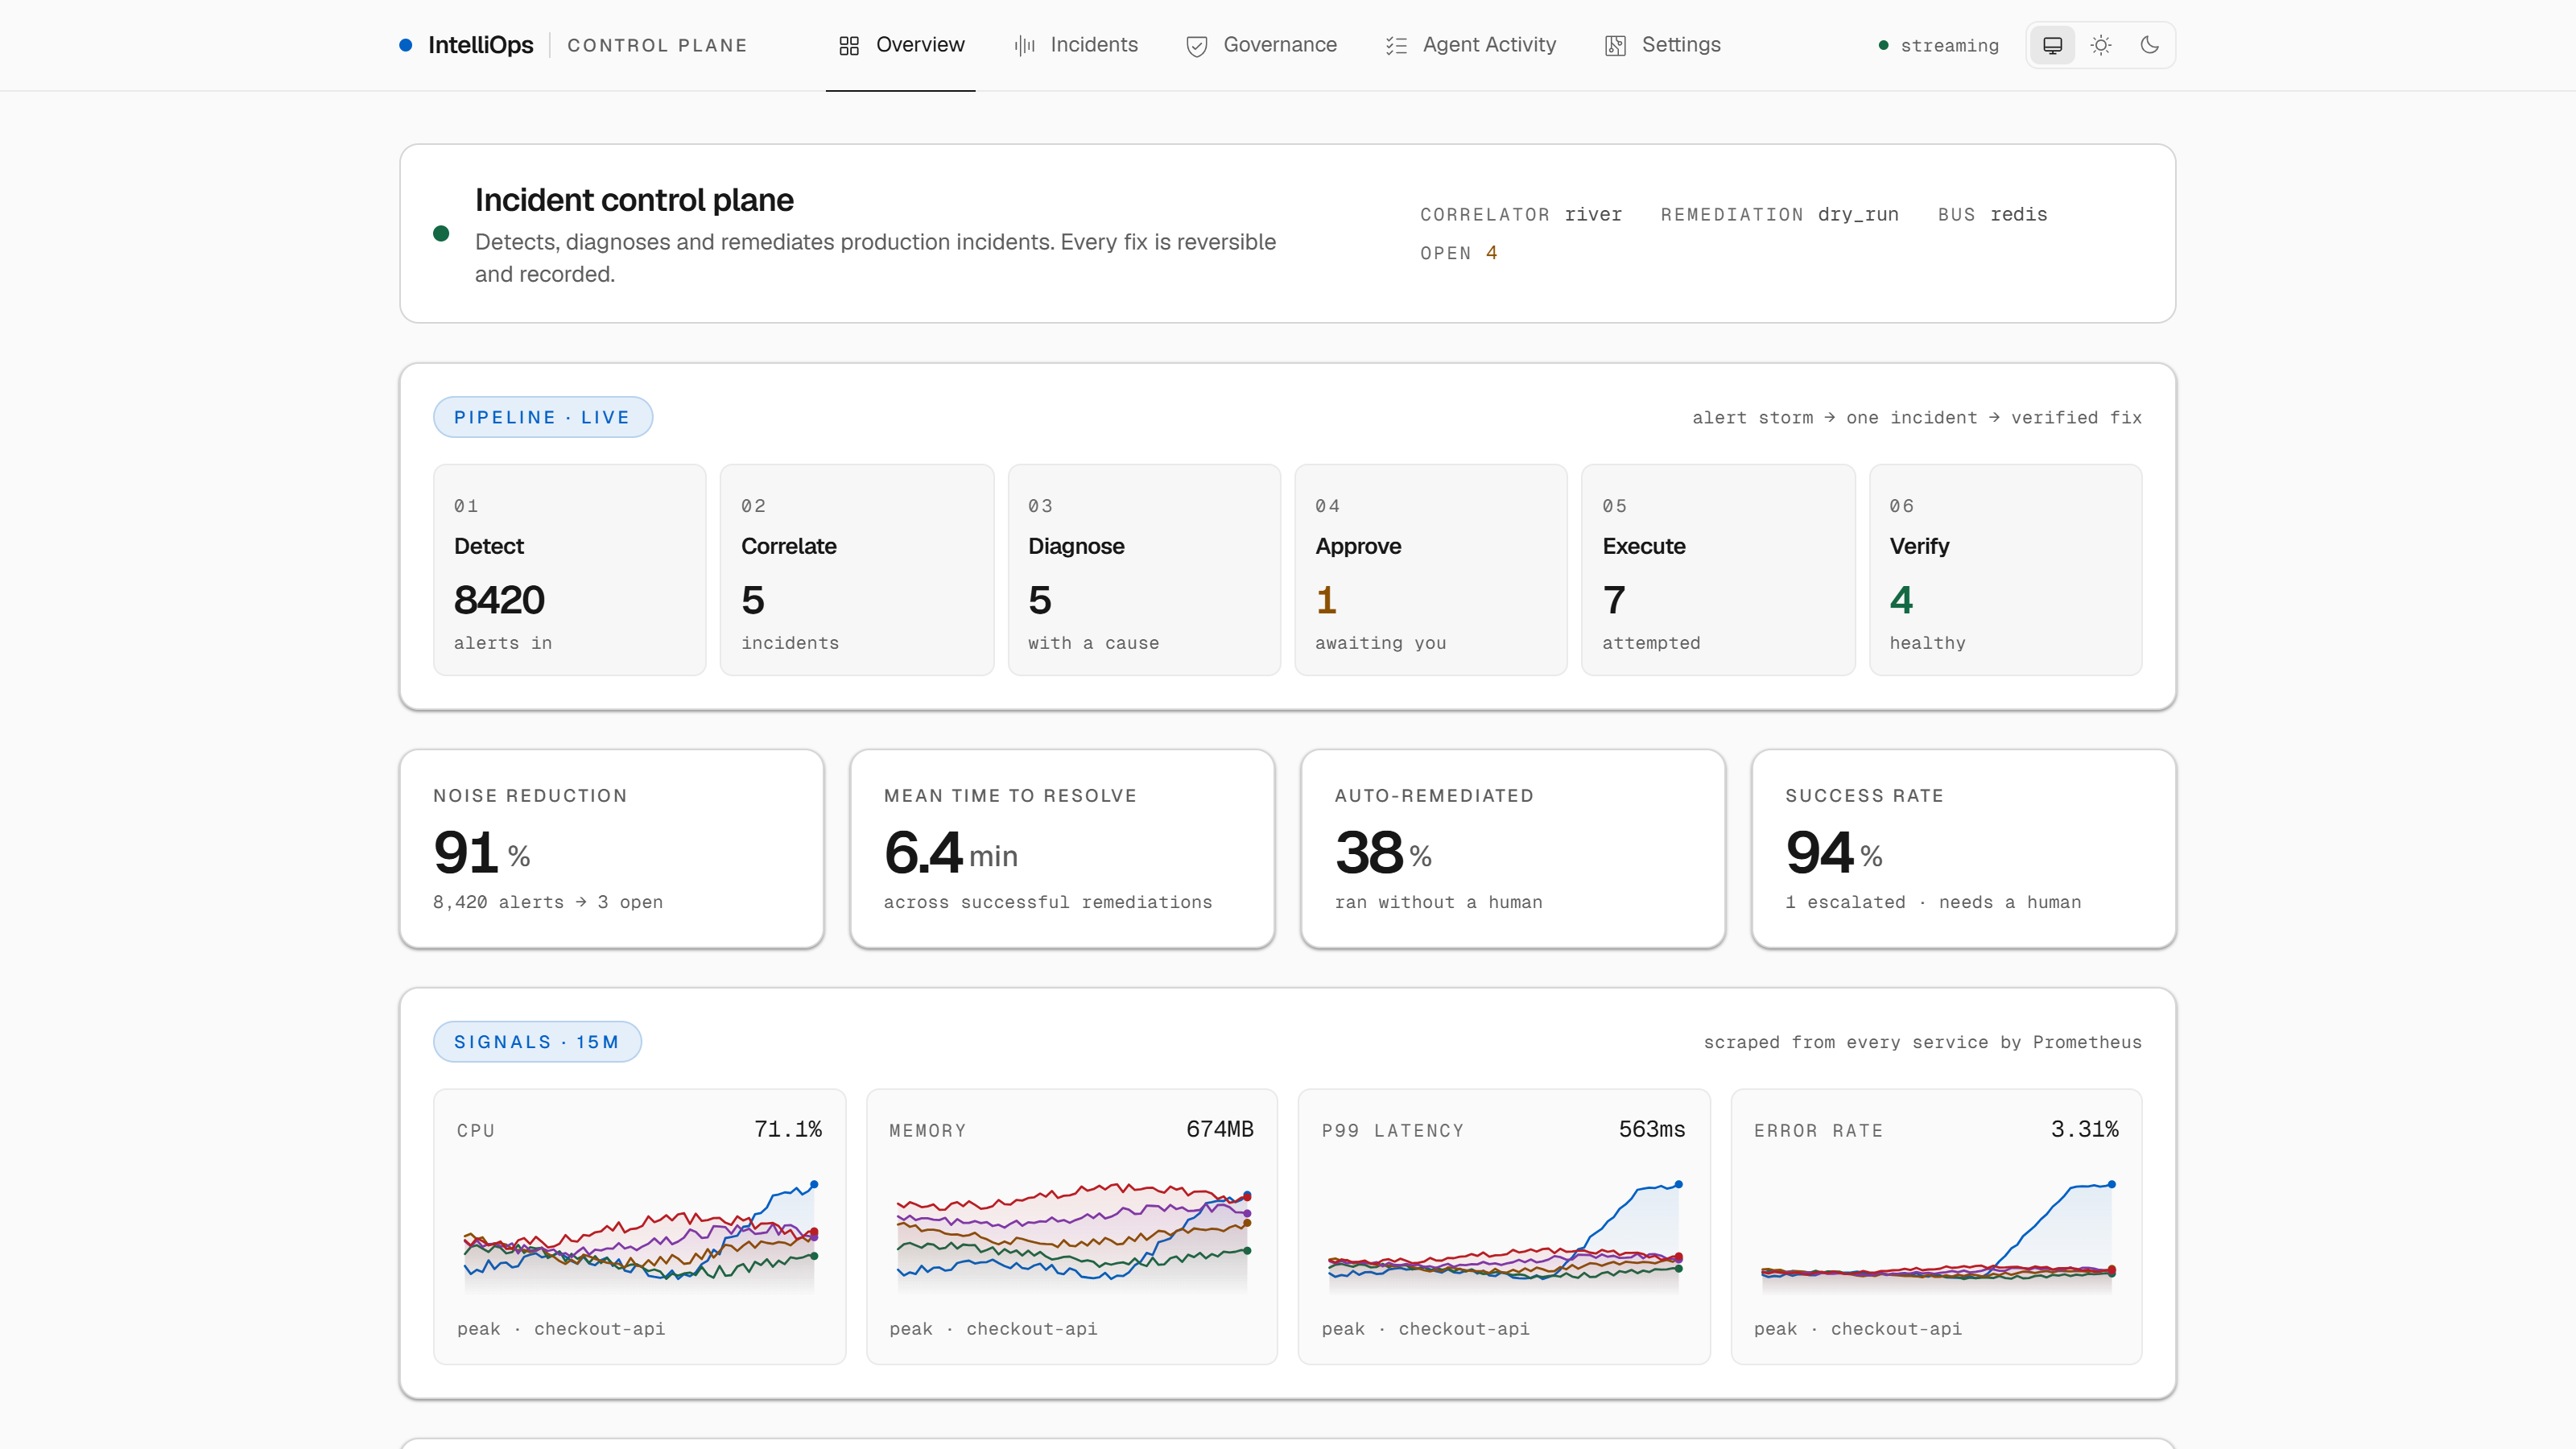 IntelliOps CONTROL PLANE Overview Incidents Governance Agent Activity Settings streaming
Incident control plane
Detects, diagnoses and remediates production incidents. Every fix is reversible
and recorded.
CORRELATOR river REMEDIATION dry_run BUS redis
OPEN 4
PIPELINE · LIVE
alert storm → one incident → verified fix
01
Detect
8420
alerts in
02
Correlate
5
incidents
03
Diagnose
5
with a cause
04
Approve
1
awaiting you
05
Execute
7
attempted
06
Verify
4
healthy
NOISE REDUCTION
91 %
8,420 alerts → 3 open
MEAN TIME TO RESOLVE
6.4 min
across successful remediations
AUTO-REMEDIATED
38 %
ran without a human
SUCCESS RATE
94 %
1 escalated · needs a human
SIGNALS · 15M
scraped from every service by Prometheus
CPU 71.1%
peak · checkout-api
MEMORY 674MB
peak · checkout-api
P99 LATENCY 563ms
peak · checkout-api
ERROR RATE 3.31%
peak · checkout-api